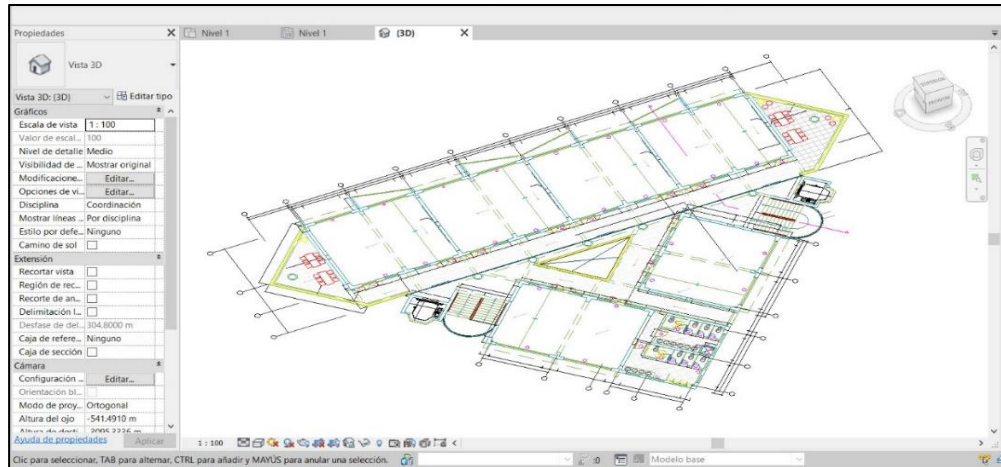 Propiedades
Nivel 1
Nivel 1
(3D)
Vista 3D
Vista 3D: {3D}
Editar tipo
Gráficos
Escala de vista 1 : 100
Valor de escal... 100
Nivel de detalle Medio
Visibilidad de ... Mostrar original
Modificacione... Editar...
Opciones de vi... Editar...
Disciplina Coordinación
Mostrar líneas ... Por disciplina
Estilo por defe... Ninguno
Camino de sol
Extensión
Recortar vista
Región de rec...
Recorte de an...
Delimitación l...
Desfase de del... 304.8000 m
Caja de refere... Ninguno
Caja de sección
Cámara
Configuración ... Editar...
Orientación bl...
Modo de proy... Ortogonal
Altura del ojo -541.4910 m
Ayuda de propiedades
Aplicar
1 : 100
Clic para seleccionar, TAB para alternar, CTRL para añadir y MAYÚS para anular una selección.
:0
Modelo base